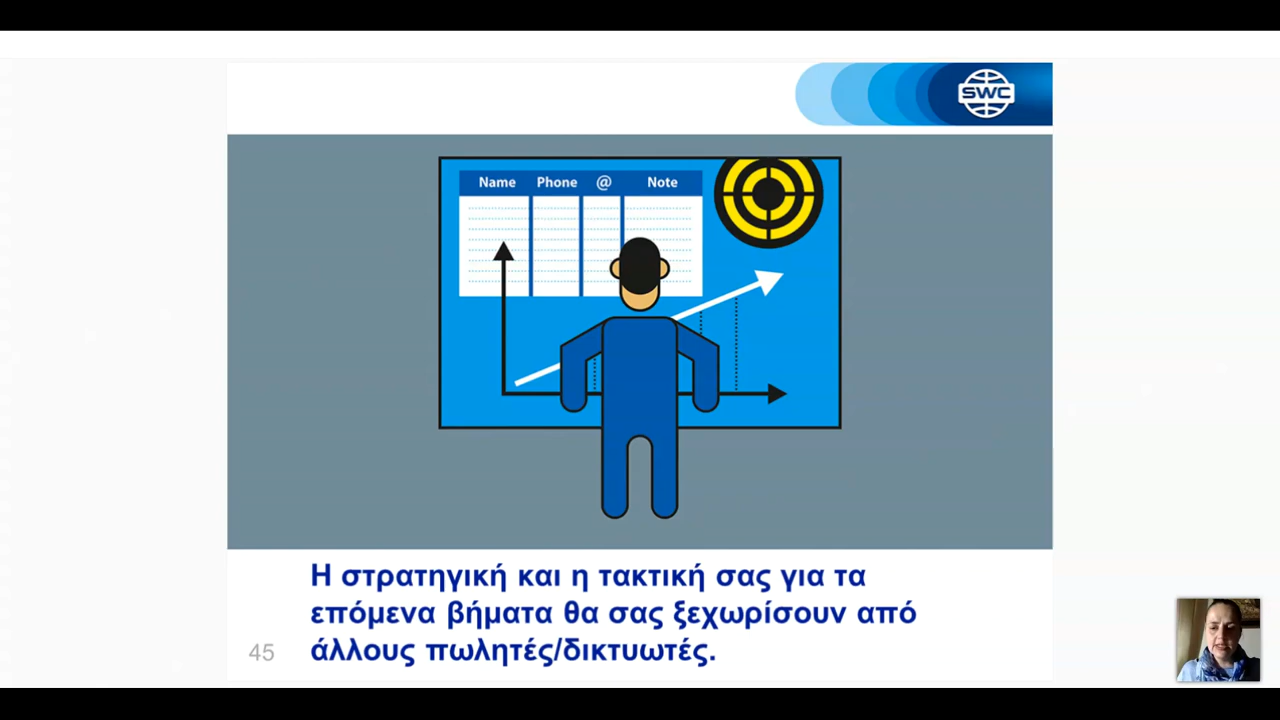 SWC
Name Phone @ Note
Η στρατηγική και η τακτική σας για τα
επόμενα βήματα θα σας ξεχωρίσουν από
άλλους πωλητές/δικτυωτές.
45